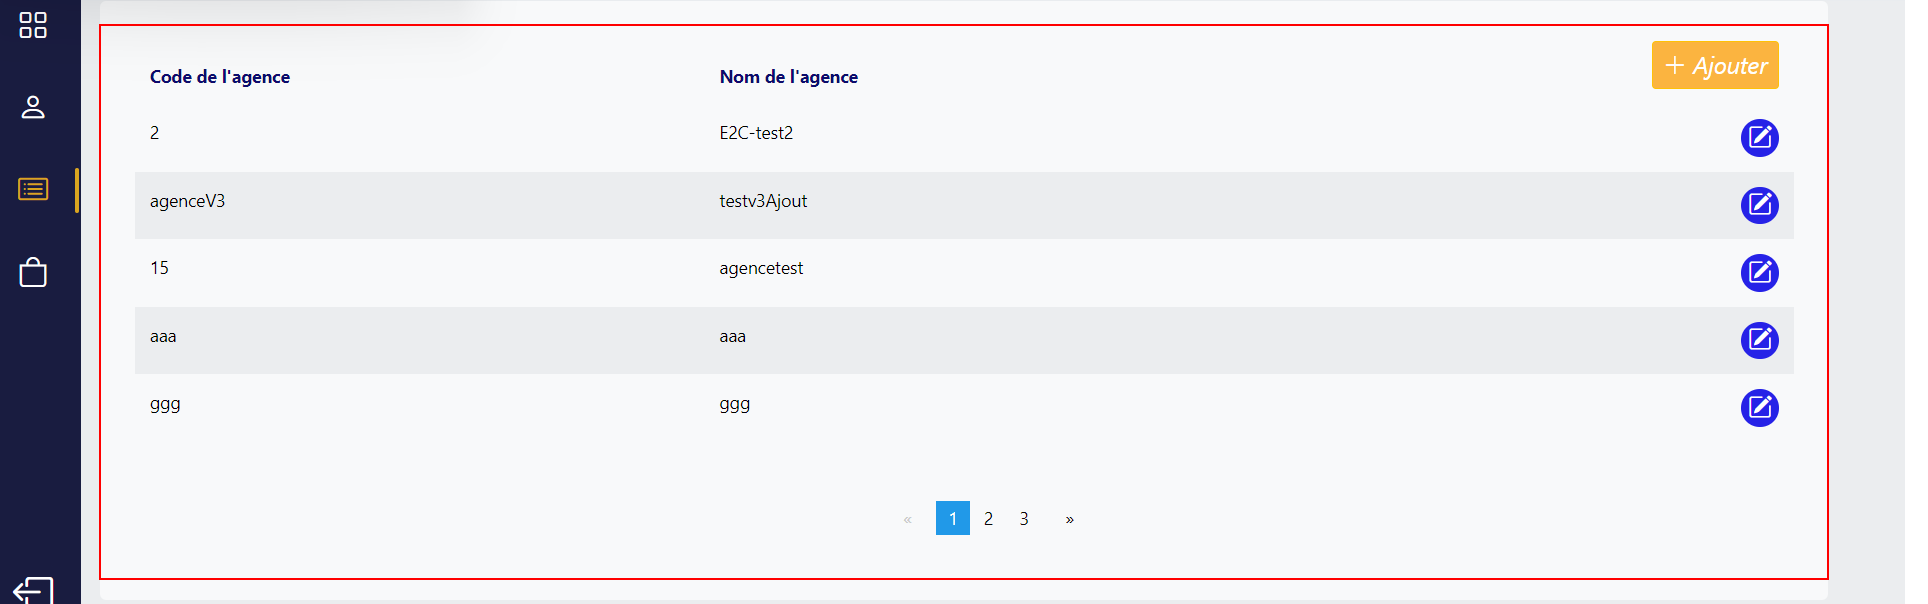 Code de l'agence Nom de l'agence + Ajouter
2 E2C-test2
agenceV3 testv3Ajout
15 agencetest
aaa aaa
ggg ggg
« 1 2 3 »